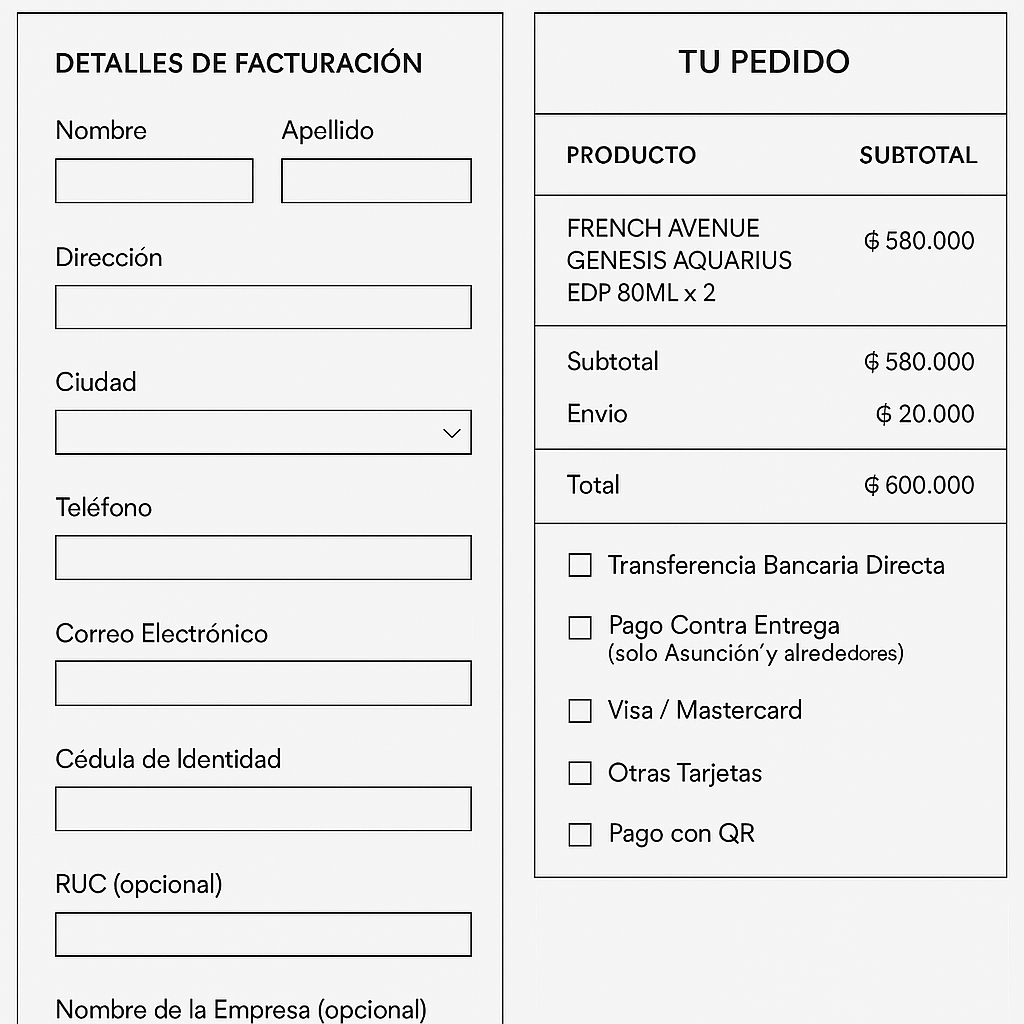 DETALLES DE FACTURACIÓN
Nombre
Apellido
Dirección
Ciudad
Teléfono
Correo Electrónico
Cédula de Identidad
RUC (opcional)
Nombre de la Empresa (opcional)
TU PEDIDO
PRODUCTO SUBTOTAL
FRENCH AVENUE
GENESIS AQUARIUS
EDP 80ML x 2
₲ 580.000
Subtotal ₲ 580.000
Envio ₲ 20.000
Total ₲ 600.000
Transferencia Bancaria Directa
Pago Contra Entrega
(solo Asunción’y alrededores)
Visa / Mastercard
Otras Tarjetas
Pago con QR